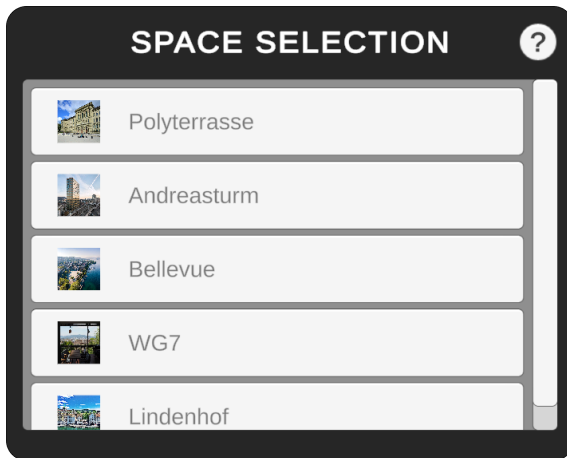 SPACE SELECTION
?
Polyterrasse
Andreasturm
Bellevue
WG7
Lindenhof